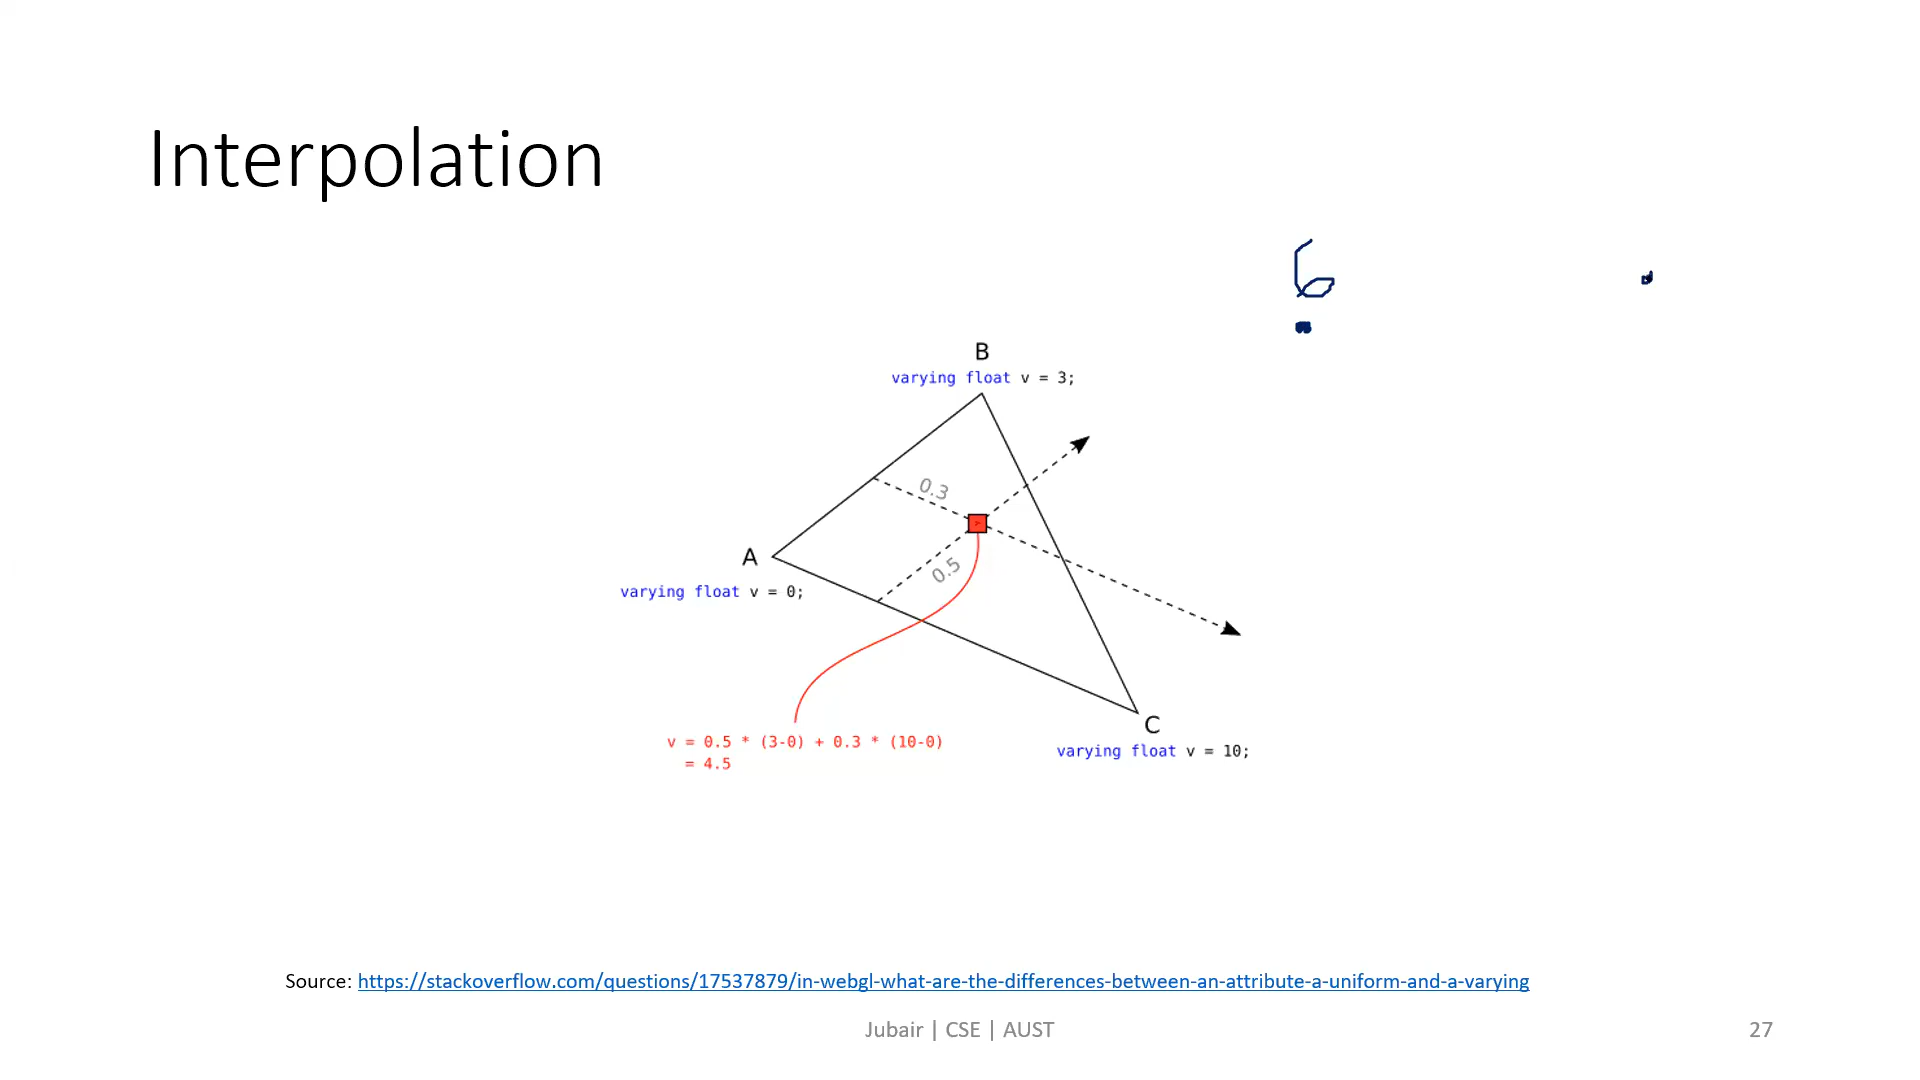 Interpolation
6
B
varying float v = 3;
0.3
A
0.5
varying float v = 0;
C
v = 0.5 * (3-0) + 0.3 * (10-0)
= 4.5
varying float v = 10;
Source: https://stackoverflow.com/questions/17537879/in-webgl-what-are-the-differences-between-an-attribute-a-uniform-and-a-varying
Jubair | CSE | AUST
27